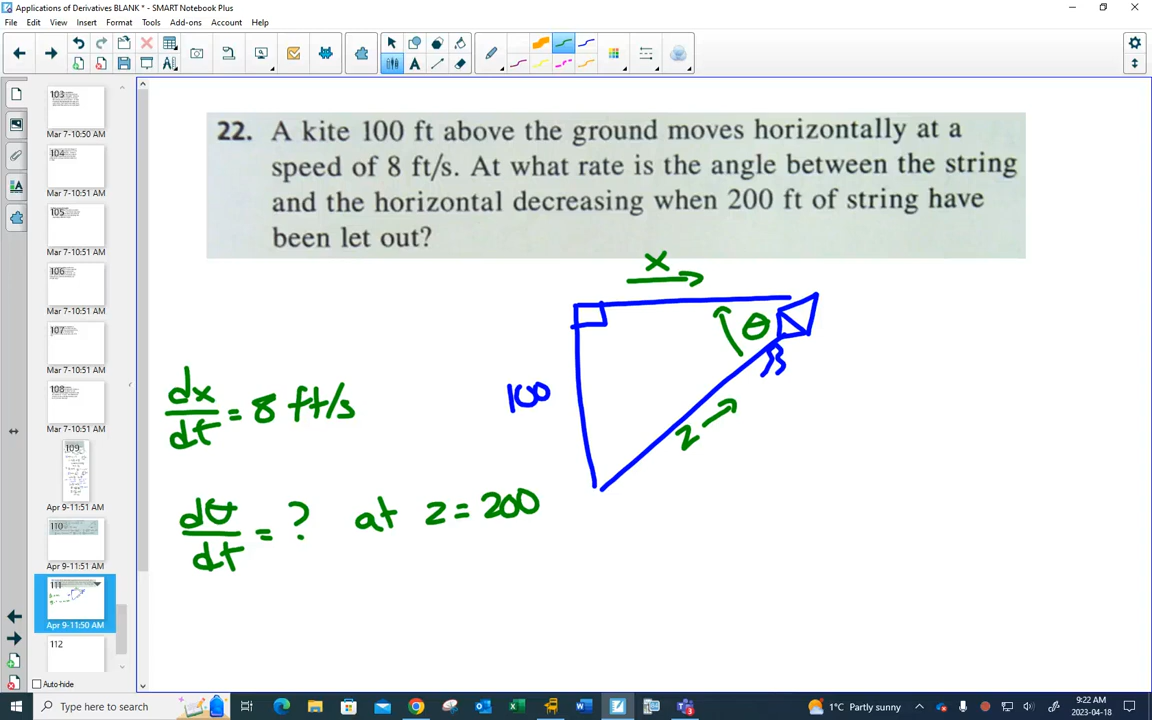 Applications of Derivatives BLANK * - SMART Notebook Plus
File Edit View Insert Format Tools Add-ons Account Help
103
Mar 7-10:50 AM
104
Mar 7-10:51 AM
105
Mar 7-10:51 AM
106
Mar 7-10:51 AM
107
Mar 7-10:51 AM
108
Mar 7-10:51 AM
109
Apr 9-11:51 AM
110
Apr 9-11:51 AM
111
Apr 9-11:50 AM
112
Auto-hide
22. A kite 100 ft above the ground moves horizontally at a
speed of 8 ft/s. At what rate is the angle between the string
and the horizontal decreasing when 200 ft of string have
been let out?
x
θ
100
z
dx/dt = 8 ft/s
dθ/dt = ? at z = 200
Type here to search
1°C Partly sunny
9:22 AM
2023-04-18